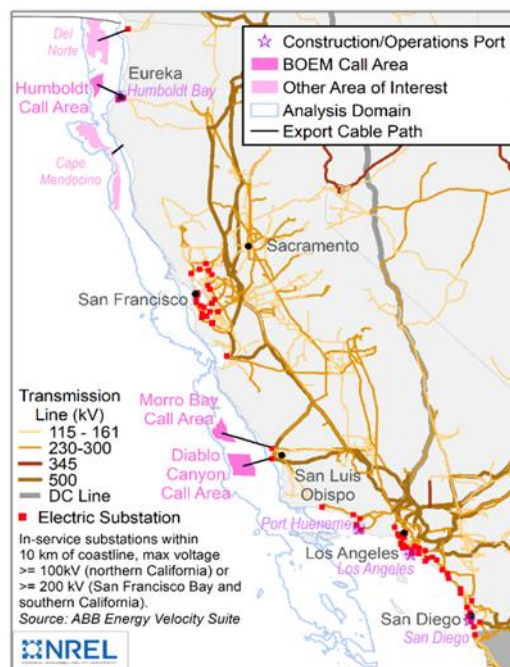 Del
Norte
Eureka
Humboldt Bay
Humboldt
Call Area
Cape
Mendocino
Construction/Operations Port
BOEM Call Area
Other Area of Interest
Analysis Domain
Export Cable Path
Sacramento
San Francisco
Morro Bay
Call Area
Diablo
Canyon
Call Area
San Luis
Obispo
Port Hueneme
Los Angeles
Los Angeles
San Diego
San Diego
Transmission
Line (kV)
115 - 161
230-300
345
500
DC Line
Electric Substation
In-service substations within
10 km of coastline, max voltage
>= 100kV (northern California) or
>= 200 kV (San Francisco Bay and
southern California).
Source: ABB Energy Velocity Suite
NREL